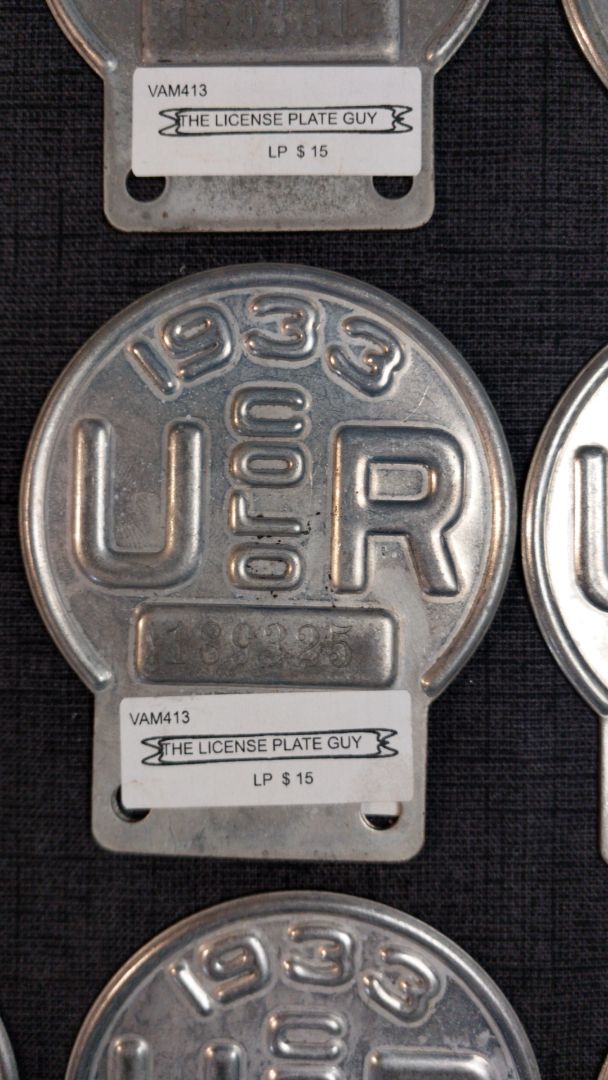 VAM413
THE LICENSE PLATE GUY
LP $ 15
1933
U COLO R
189325
VAM413
THE LICENSE PLATE GUY
LP $ 15
1933